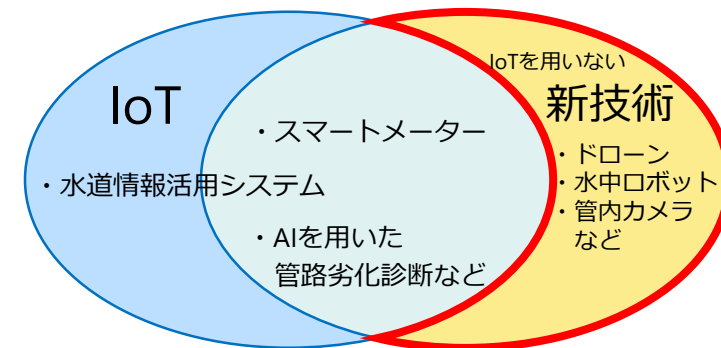 IoT
・水道情報活用システム
・スマートメーター
・AIを用いた
管路劣化診断など
IoTを用いない
新技術
・ドローン
・水中ロボット
・管内カメラ
など